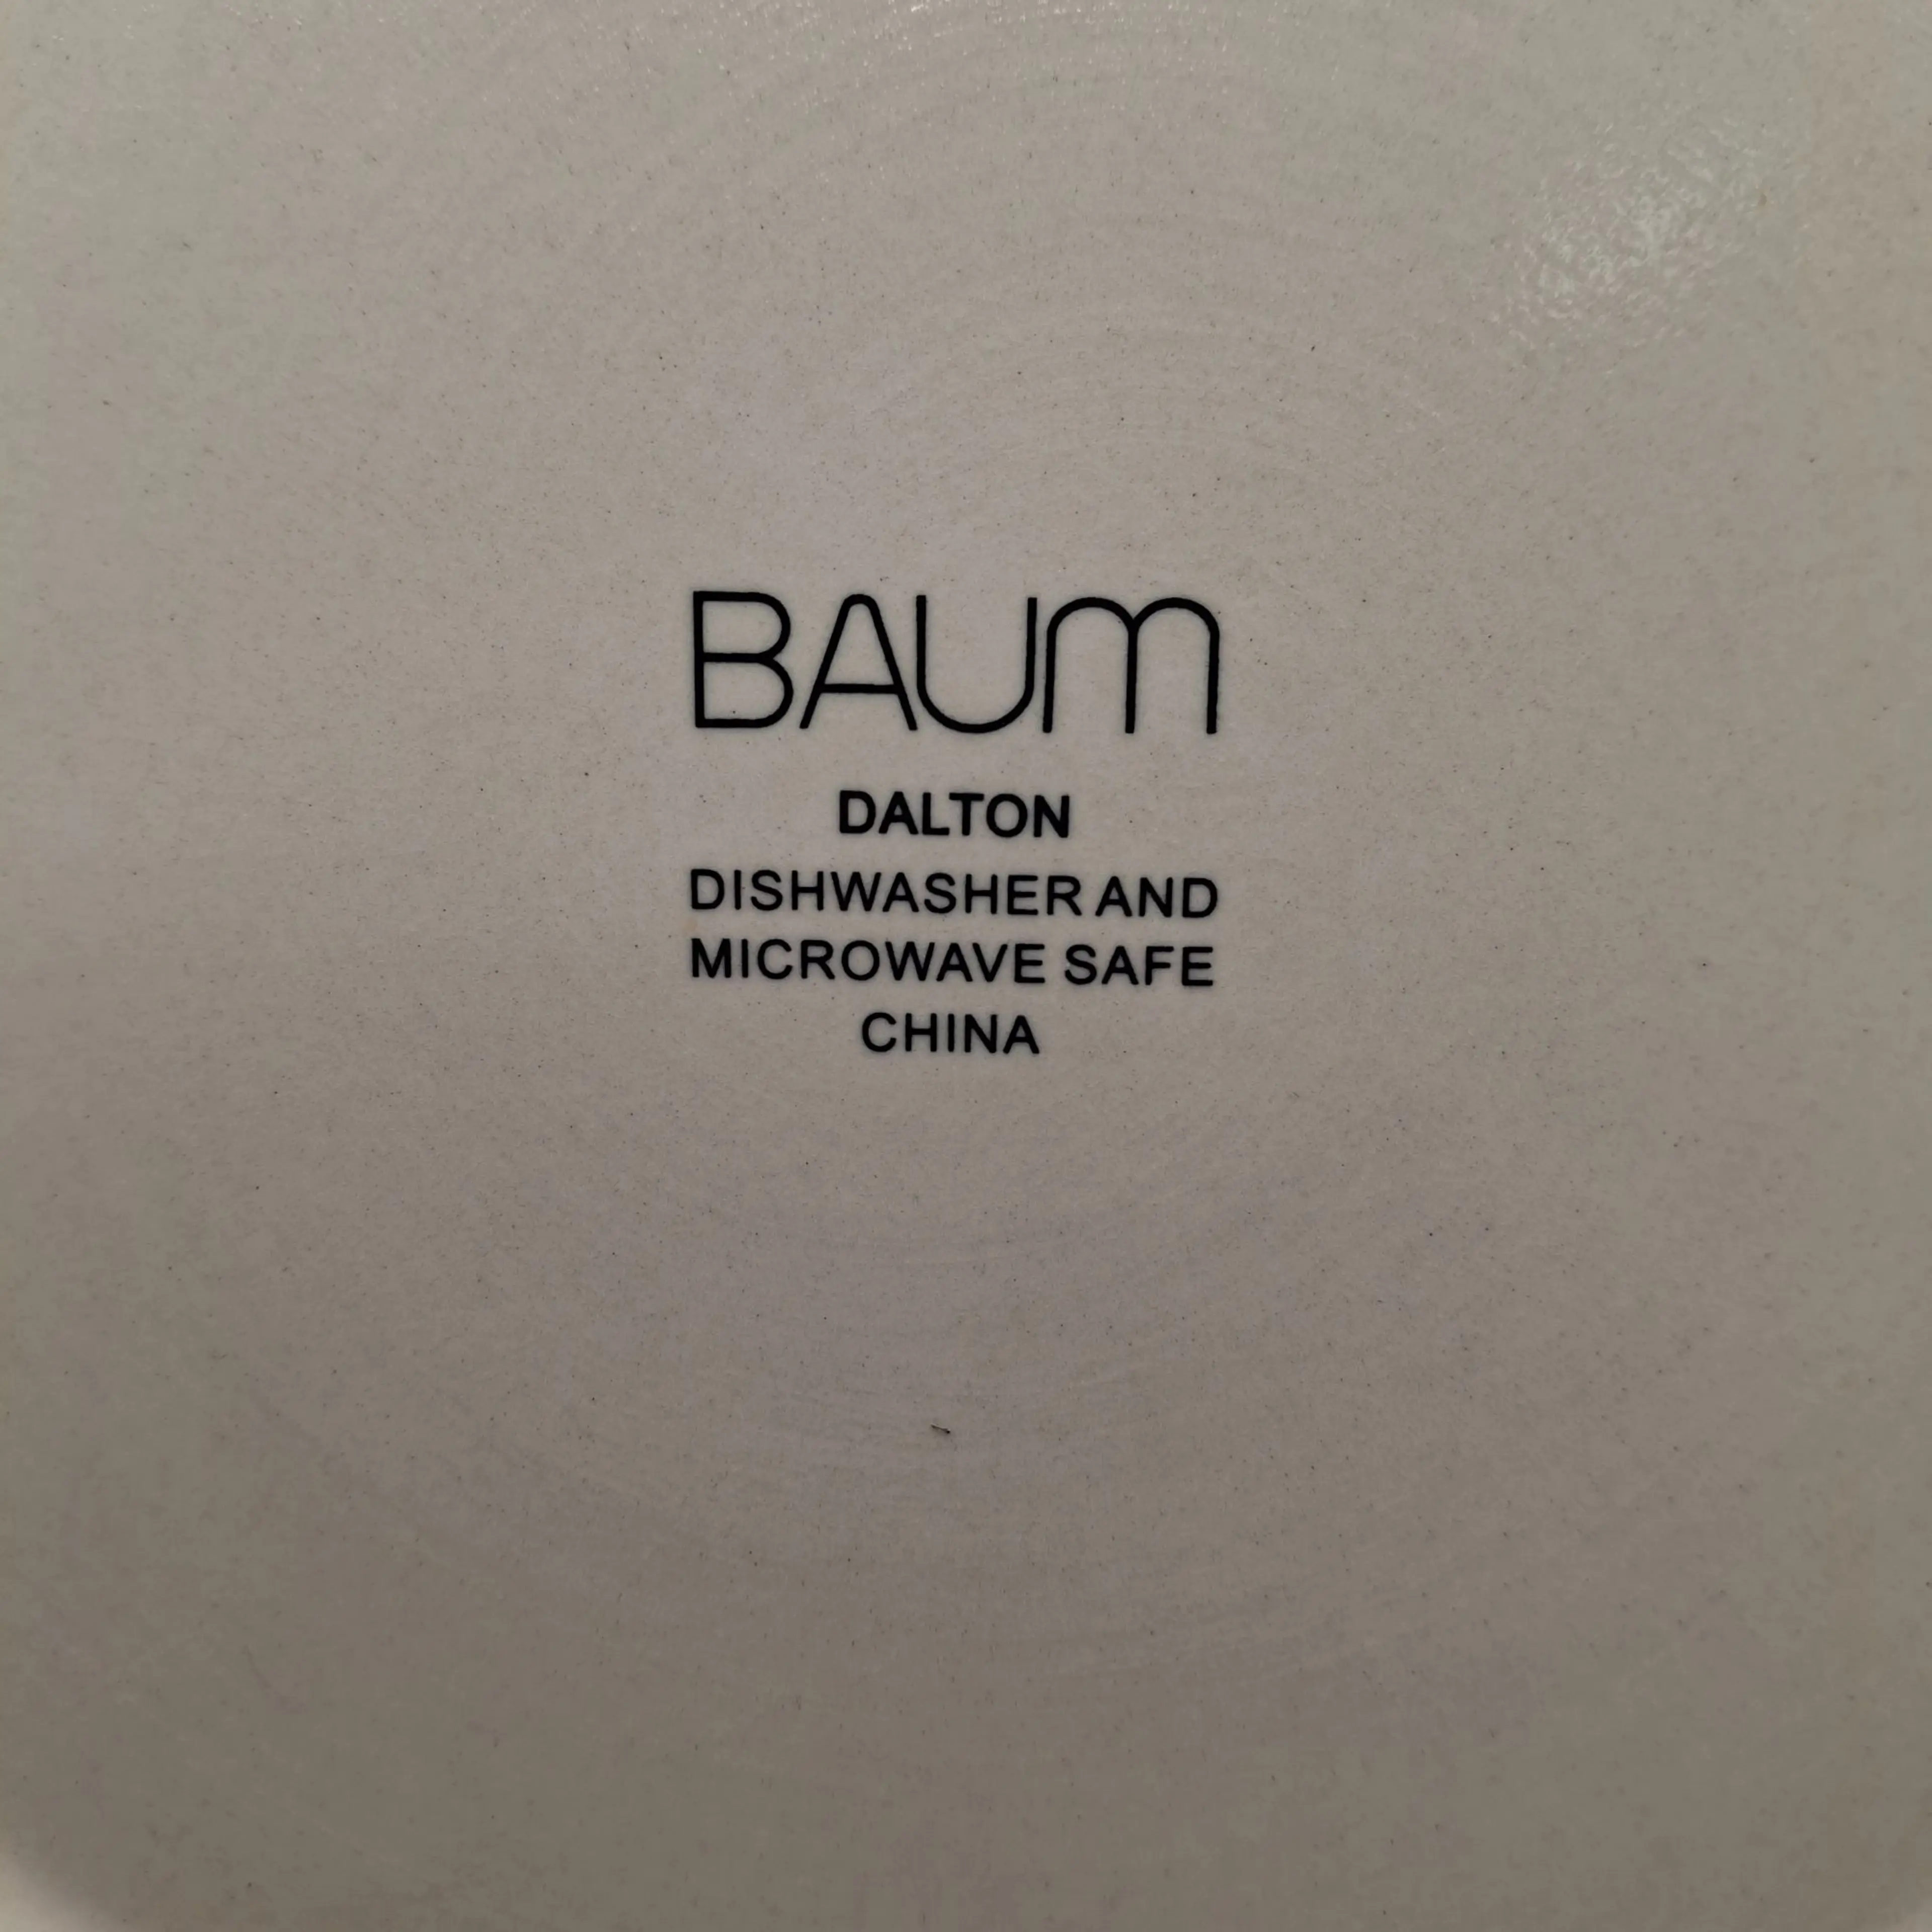 BAUM
DALTON
DISHWASHER AND
MICROWAVE SAFE
CHINA